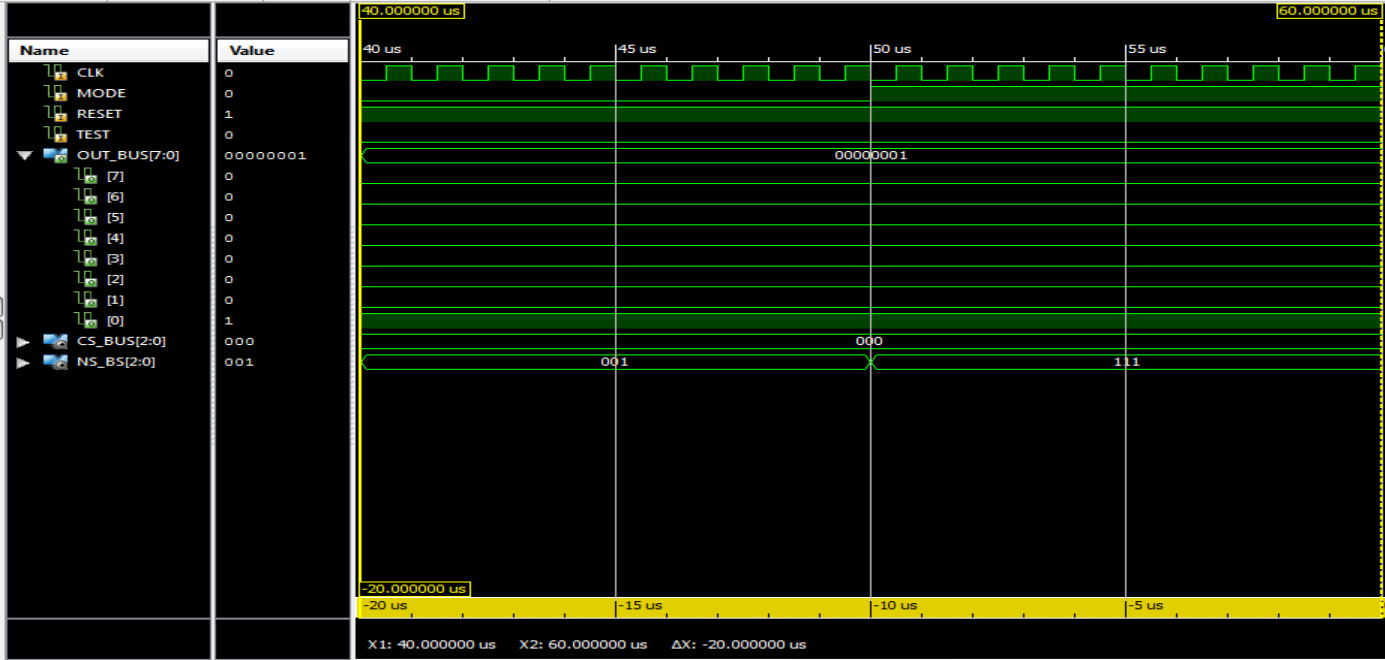 40.000000 us 60.000000 us
Name Value 40 us 45 us 50 us 55 us
CLK 0
MODE 0
RESET 1
TEST 0
OUT_BUS[7:0] 00000001 00000001
[7] 0
[6] 0
[5] 0
[4] 0
[3] 0
[2] 0
[1] 0
[0] 1
CS_BUS[2:0] 000 000
NS_BS[2:0] 001 001 111
-20.000000 us
-20 us -15 us -10 us -5 us
X1: 40.000000 us X2: 60.000000 us ΔX: -20.000000 us